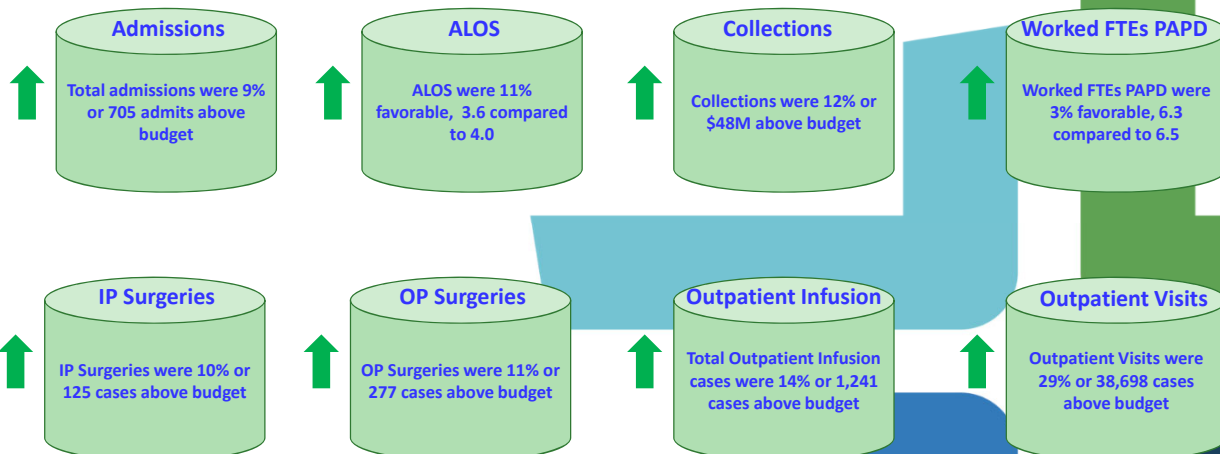 Admissions
Total admissions were 9%
or 705 admits above
budget
ALOS
ALOS were 11%
favorable,  3.6 compared
to 4.0
Collections
Collections were 12% or
$48M above budget
Worked FTEs PAPD
Worked FTEs PAPD were
3% favorable, 6.3
compared to 6.5
IP Surgeries
IP Surgeries were 10% or
125 cases above budget
OP Surgeries
OP Surgeries were 11% or
277 cases above budget
Outpatient Infusion
Total Outpatient Infusion
cases were 14% or 1,241
cases above budget
Outpatient Visits
Outpatient Visits were
29% or 38,698 cases
above budget